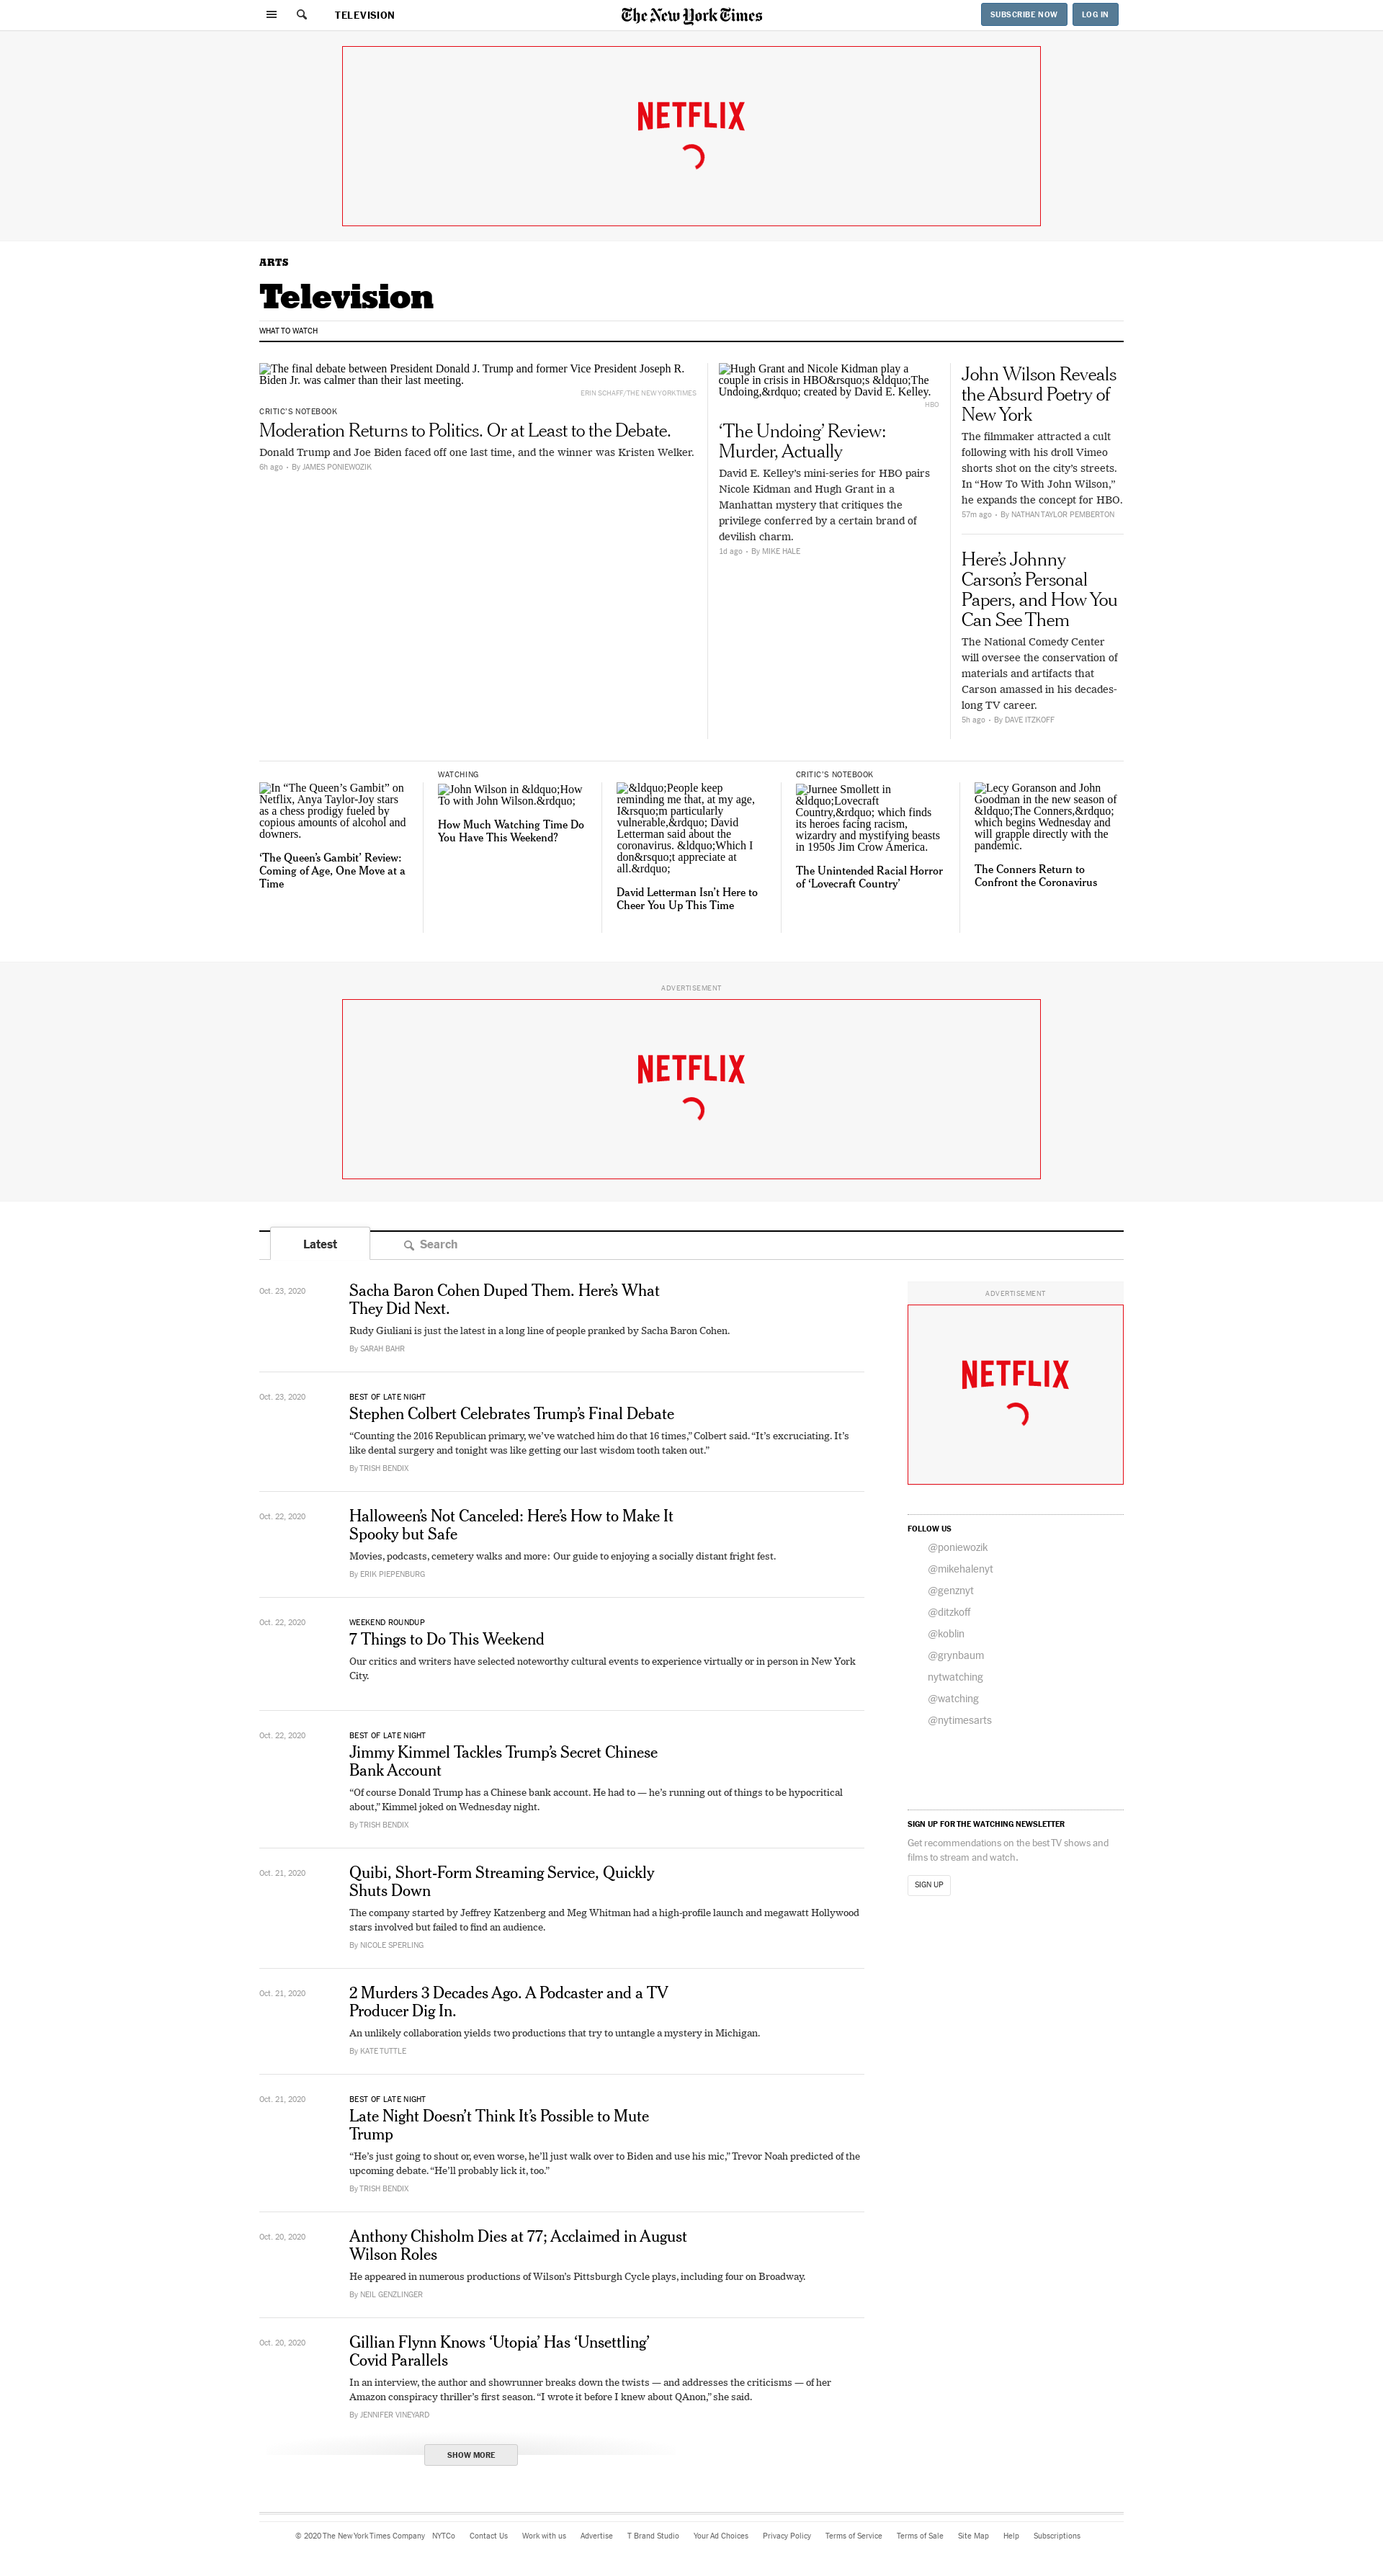 TELEVISION
The New York Times
SUBSCRIBE NOW
LOG IN
NETFLIX
ARTS
Television
WHAT TO WATCH
The final debate between President Donald J. Trump and former Vice President Joseph R.
Biden Jr. was calmer than their last meeting.
ERIN SCHAFF/THE NEW YORK TIMES
CRITIC'S NOTEBOOK
Moderation Returns to Politics. Or at Least to the Debate.
Donald Trump and Joe Biden faced off one last time, and the winner was Kristen Welker.
6h ago • By JAMES PONIEWOZIK
Hugh Grant and Nicole Kidman play a
couple in crisis in HBO&rsquo;s &ldquo;The
Undoing,&rdquo; created by David E. Kelley.
HBO
‘The Undoing’ Review:
Murder, Actually
David E. Kelley's mini-series for HBO pairs
Nicole Kidman and Hugh Grant in a
Manhattan mystery that critiques the
privilege conferred by a certain brand of
devilish charm.
1d ago • By MIKE HALE
John Wilson Reveals
the Absurd Poetry of
New York
The filmmaker attracted a cult
following with his droll Vimeo
shorts shot on the city's streets.
In “How To With John Wilson,”
he expands the concept for HBO.
57m ago • By NATHAN TAYLOR PEMBERTON
Here’s Johnny
Carson’s Personal
Papers, and How You
Can See Them
The National Comedy Center
will oversee the conservation of
materials and artifacts that
Carson amassed in his decades-
long TV career.
5h ago • By DAVE ITZKOFF
In “The Queen’s Gambit” on
Netflix, Anya Taylor-Joy stars
as a chess prodigy fueled by
copious amounts of alcohol and
downers.
‘The Queen’s Gambit’ Review:
Coming of Age, One Move at a
Time
WATCHING
John Wilson in &ldquo;How
To with John Wilson.&rdquo;
How Much Watching Time Do
You Have This Weekend?
&ldquo;People keep
reminding me that, at my age,
I&rsquo;m particularly
vulnerable,&rdquo; David
Letterman said about the
coronavirus. &ldquo;Which I
don&rsquo;t appreciate at
all.&rdquo;
David Letterman Isn’t Here to
Cheer You Up This Time
CRITIC'S NOTEBOOK
Jurnee Smollett in
&ldquo;Lovecraft
Country,&rdquo; which finds
its heroes facing racism,
wizardry and mystifying beasts
in 1950s Jim Crow America.
The Unintended Racial Horror
of ‘Lovecraft Country’
Lecy Goranson and John
Goodman in the new season of
&ldquo;The Conners,&rdquo;
which begins Wednesday and
will grapple directly with the
pandemic.
The Conners Return to
Confront the Coronavirus
ADVERTISEMENT
NETFLIX
Latest
Search
Oct. 23, 2020
Sacha Baron Cohen Duped Them. Here’s What
They Did Next.
Rudy Giuliani is just the latest in a long line of people pranked by Sacha Baron Cohen.
By SARAH BAHR
Oct. 23, 2020
BEST OF LATE NIGHT
Stephen Colbert Celebrates Trump’s Final Debate
“Counting the 2016 Republican primary, we’ve watched him do that 16 times,” Colbert said. “It’s excruciating. It’s
like dental surgery and tonight was like getting our last wisdom tooth taken out.”
By TRISH BENDIX
Oct. 22, 2020
Halloween’s Not Canceled: Here’s How to Make It
Spooky but Safe
Movies, podcasts, cemetery walks and more: Our guide to enjoying a socially distant fright fest.
By ERIK PIEPENBURG
Oct. 22, 2020
WEEKEND ROUNDUP
7 Things to Do This Weekend
Our critics and writers have selected noteworthy cultural events to experience virtually or in person in New York
City.
Oct. 22, 2020
BEST OF LATE NIGHT
Jimmy Kimmel Tackles Trump’s Secret Chinese
Bank Account
“Of course Donald Trump has a Chinese bank account. He had to — he’s running out of things to be hypocritical
about,” Kimmel joked on Wednesday night.
By TRISH BENDIX
Oct. 21, 2020
Quibi, Short-Form Streaming Service, Quickly
Shuts Down
The company started by Jeffrey Katzenberg and Meg Whitman had a high-profile launch and megawatt Hollywood
stars involved but failed to find an audience.
By NICOLE SPERLING
Oct. 21, 2020
2 Murders 3 Decades Ago. A Podcaster and a TV
Producer Dig In.
An unlikely collaboration yields two productions that try to untangle a mystery in Michigan.
By KATE TUTTLE
Oct. 21, 2020
BEST OF LATE NIGHT
Late Night Doesn’t Think It’s Possible to Mute
Trump
“He’s just going to shout or, even worse, he’ll just walk over to Biden and use his mic,” Trevor Noah predicted of the
upcoming debate. “He’ll probably lick it, too.”
By TRISH BENDIX
Oct. 20, 2020
Anthony Chisholm Dies at 77; Acclaimed in August
Wilson Roles
He appeared in numerous productions of Wilson’s Pittsburgh Cycle plays, including four on Broadway.
By NEIL GENZLINGER
Oct. 20, 2020
Gillian Flynn Knows ‘Utopia’ Has ‘Unsettling’
Covid Parallels
In an interview, the author and showrunner breaks down the twists — and addresses the criticisms — of her
Amazon conspiracy thriller’s first season. “I wrote it before I knew about QAnon,” she said.
By JENNIFER VINEYARD
SHOW MORE
ADVERTISEMENT
NETFLIX
FOLLOW US
@poniewozik
@mikehalenyt
@genznyt
@ditzkoff
@koblin
@grynbaum
nytwatching
@watching
@nytimesarts
SIGN UP FOR THE WATCHING NEWSLETTER
Get recommendations on the best TV shows and
films to stream and watch.
SIGN UP
© 2020 The New York Times Company NYTCo Contact Us Work with us Advertise T Brand Studio Your Ad Choices Privacy Policy Terms of Service Terms of Sale Site Map Help Subscriptions